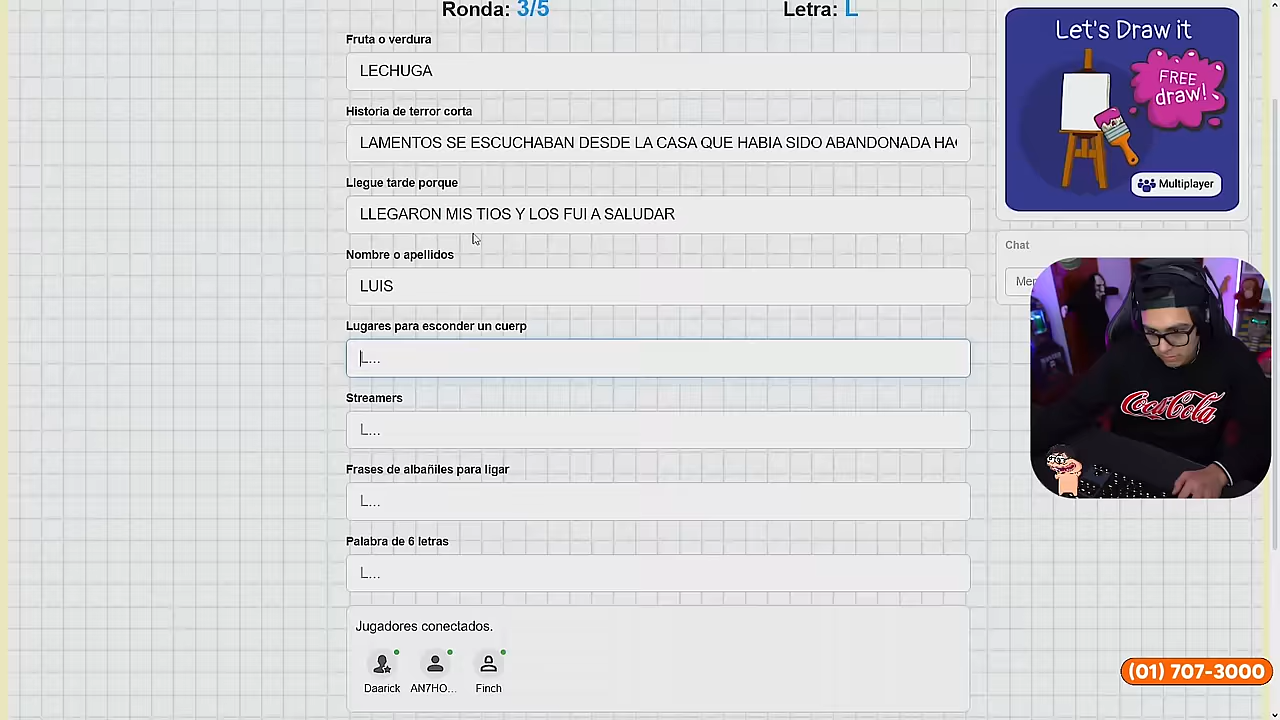 Ronda: 3/5
Letra: L
Fruta o verdura
LECHUGA
Historia de terror corta
LAMENTOS SE ESCUCHABAN DESDE LA CASA QUE HABIA SIDO ABANDONADA
Llegue tarde porque
LLEGARON MIS TIOS Y LOS FUI A SALUDAR
Nombre o apellidos
LUIS
Lugares para esconder un cuerp
L...
Streamers
L...
Frases de albañiles para ligar
L...
Palabra de 6 letras
L...
Jugadores conectados.
Daarick
AN7HO...
Finch
Let's Draw it
FREE
draw!
Multiplayer
Chat
Coca-Cola
(01) 707-3000